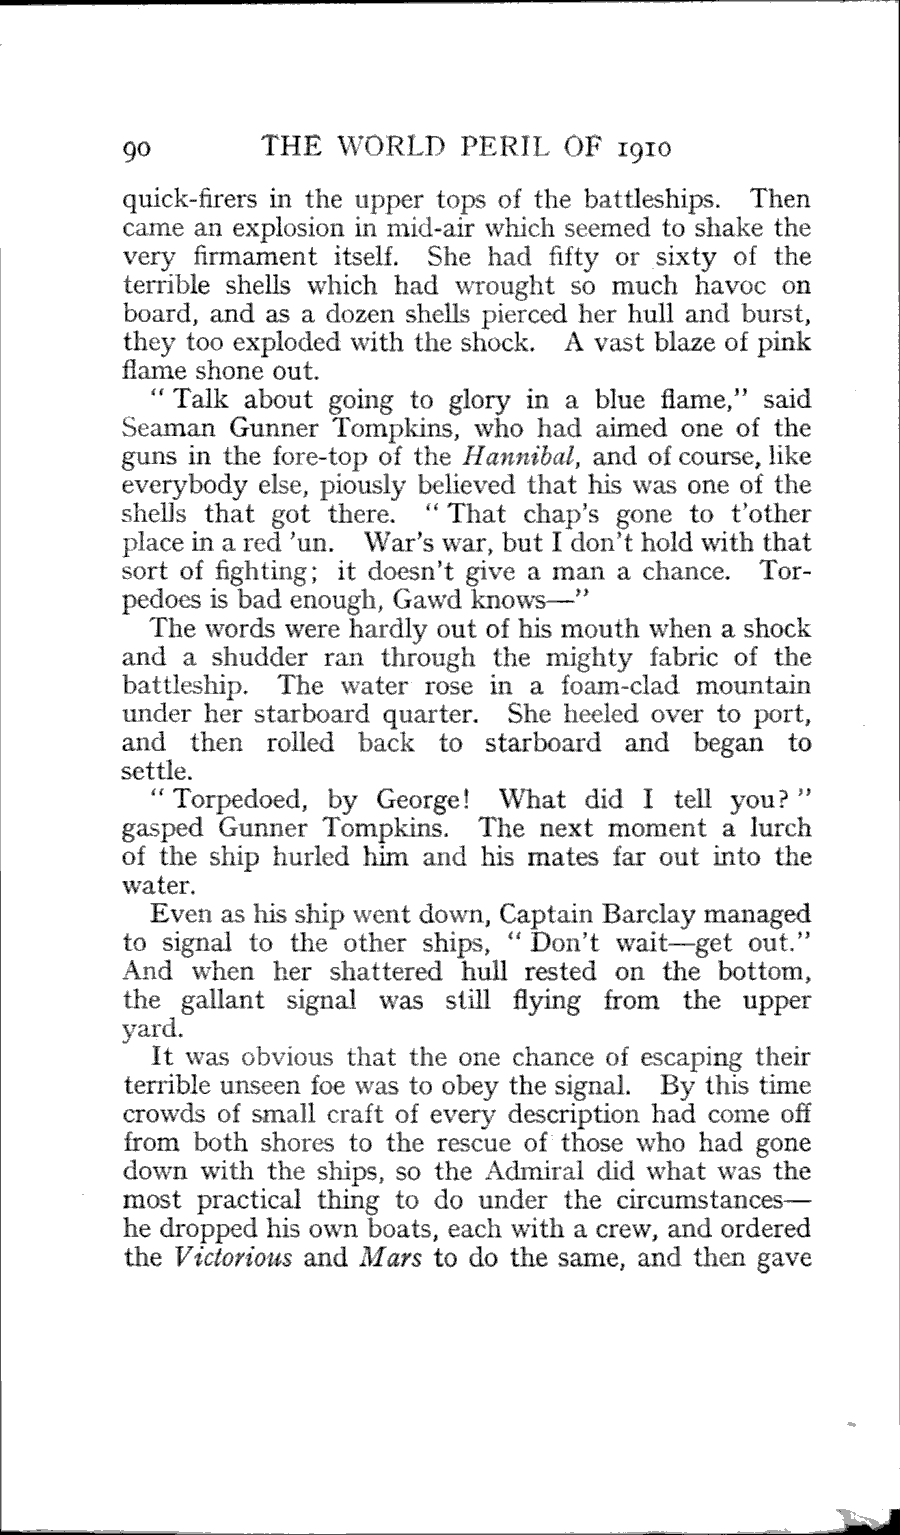 90 THE WORLD PERIL OF 1910
quick-firers in the upper tops of the battleships. Then
came an explosion in mid-air which seemed to shake the
very firmament itself. She had fifty or sixty of the
terrible shells which had wrought so much havoc on
board, and as a dozen shells pierced her hull and burst,
they too exploded with the shock. A vast blaze of pink
flame shone out.
“ Talk about going to glory in a blue flame,” said
Seaman Gunner Tompkins, who had aimed one of the
guns in the fore-top of the Hannibal, and of course, like
everybody else, piously believed that his was one of the
shells that got there. “ That chap’s gone to t’other
place in a red ’un. War’s war, but I don’t hold with that
sort of fighting; it doesn’t give a man a chance. Tor-
pedoes is bad enough, Gawd knows—”
The words were hardly out of his mouth when a shock
and a shudder ran through the mighty fabric of the
battleship. The water rose in a foam-clad mountain
under her starboard quarter. She heeled over to port,
and then rolled back to starboard and began to
settle.
“ Torpedoed, by George! What did I tell you? ”
gasped Gunner Tompkins. The next moment a lurch
of the ship hurled him and his mates far out into the
water.
Even as his ship went down, Captain Barclay managed
to signal to the other ships, “ Don’t wait—get out.”
And when her shattered hull rested on the bottom,
the gallant signal was still flying from the upper
yard.
It was obvious that the one chance of escaping their
terrible unseen foe was to obey the signal. By this time
crowds of small craft of every description had come off
from both shores to the rescue of those who had gone
down with the ships, so the Admiral did what was the
most practical thing to do under the circumstances—
he dropped his own boats, each with a crew, and ordered
the Victorious and Mars to do the same, and then gave